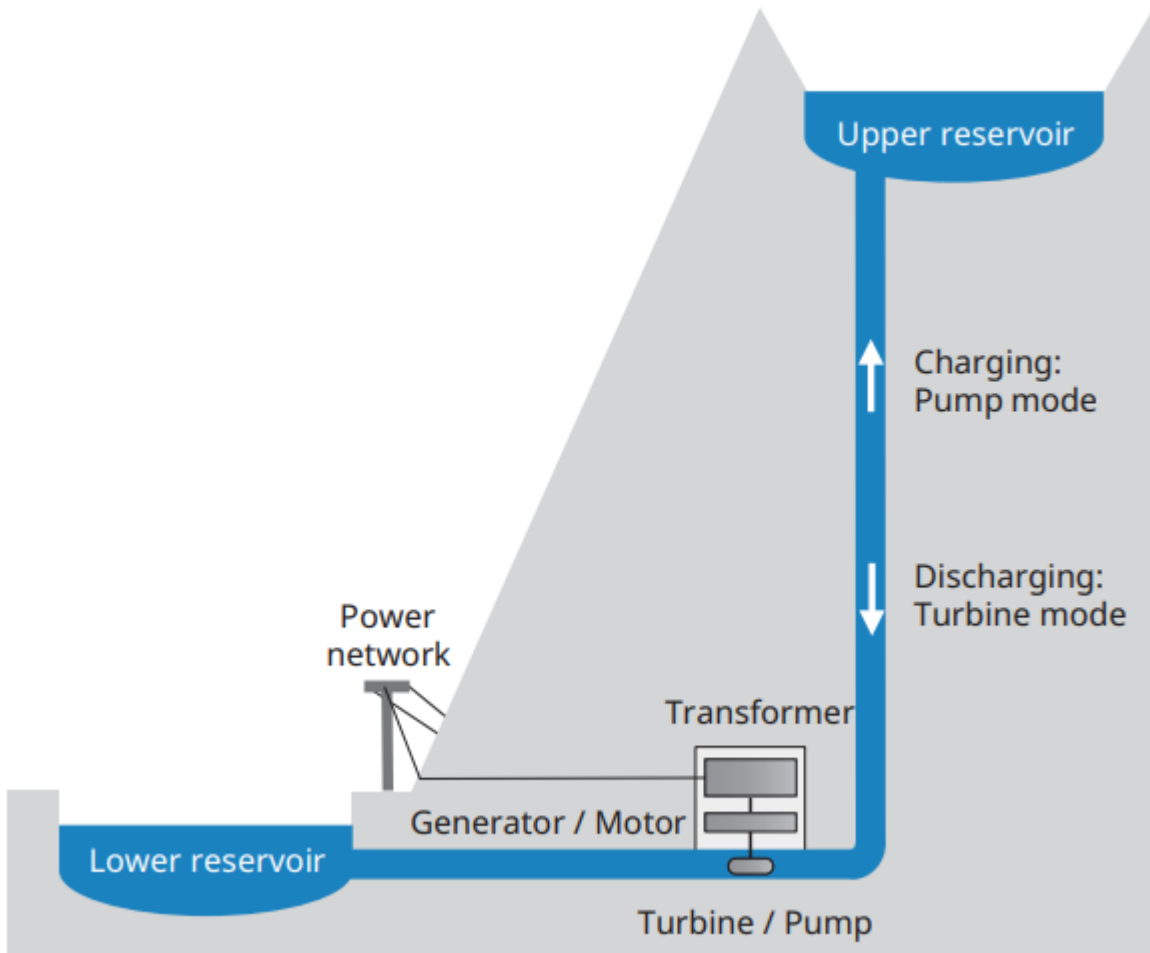 Upper reservoir
Charging:
Pump mode
Discharging:
Turbine mode
Power
network
Transformer
Generator / Motor
Lower reservoir
Turbine / Pump